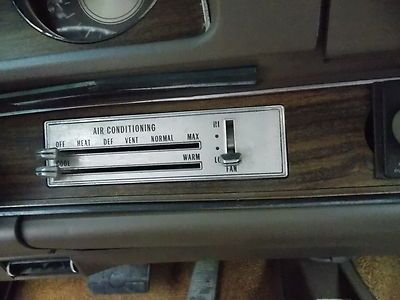 AIR CONDITIONING
HI
OFF HEAT DEF VENT NORMAL MAX
COOL WARM LO
FAN